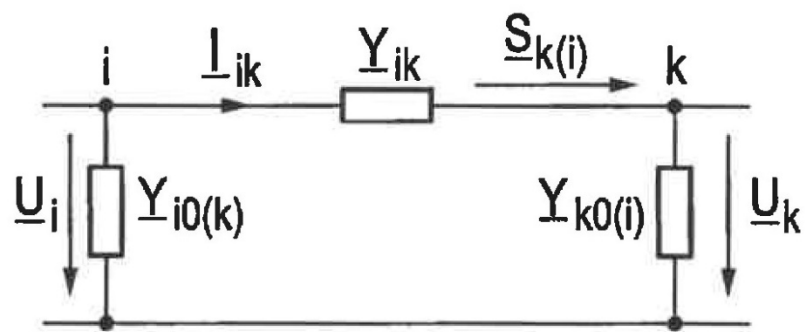 i I_ik Y_ik S_k(i) k
U_i Y_i0(k) Y_k0(i) U_k